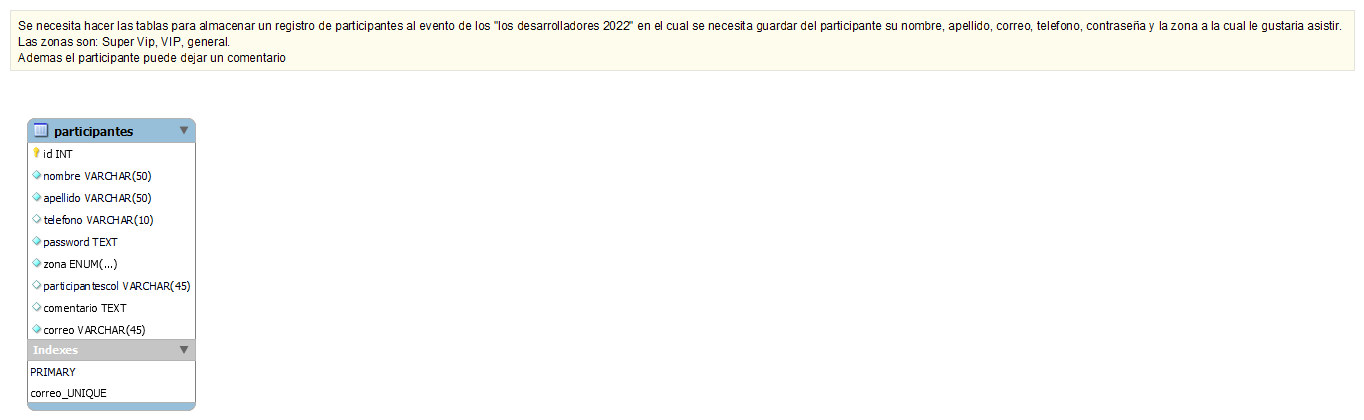 Se necesita hacer las tablas para almacenar un registro de participantes al evento de los "los desarrolladores 2022" en el cual se necesita guardar del participante su nombre, apellido, correo, telefono, contraseña y la zona a la cual le gustaria asistir.
Las zonas son: Super Vip, VIP, general.
Ademas el participante puede dejar un comentario
participantes
id INT
nombre VARCHAR(50)
apellido VARCHAR(50)
telefono VARCHAR(10)
password TEXT
zona ENUM(...)
participantescol VARCHAR(45)
comentario TEXT
correo VARCHAR(45)
Indexes
PRIMARY
correo_UNIQUE